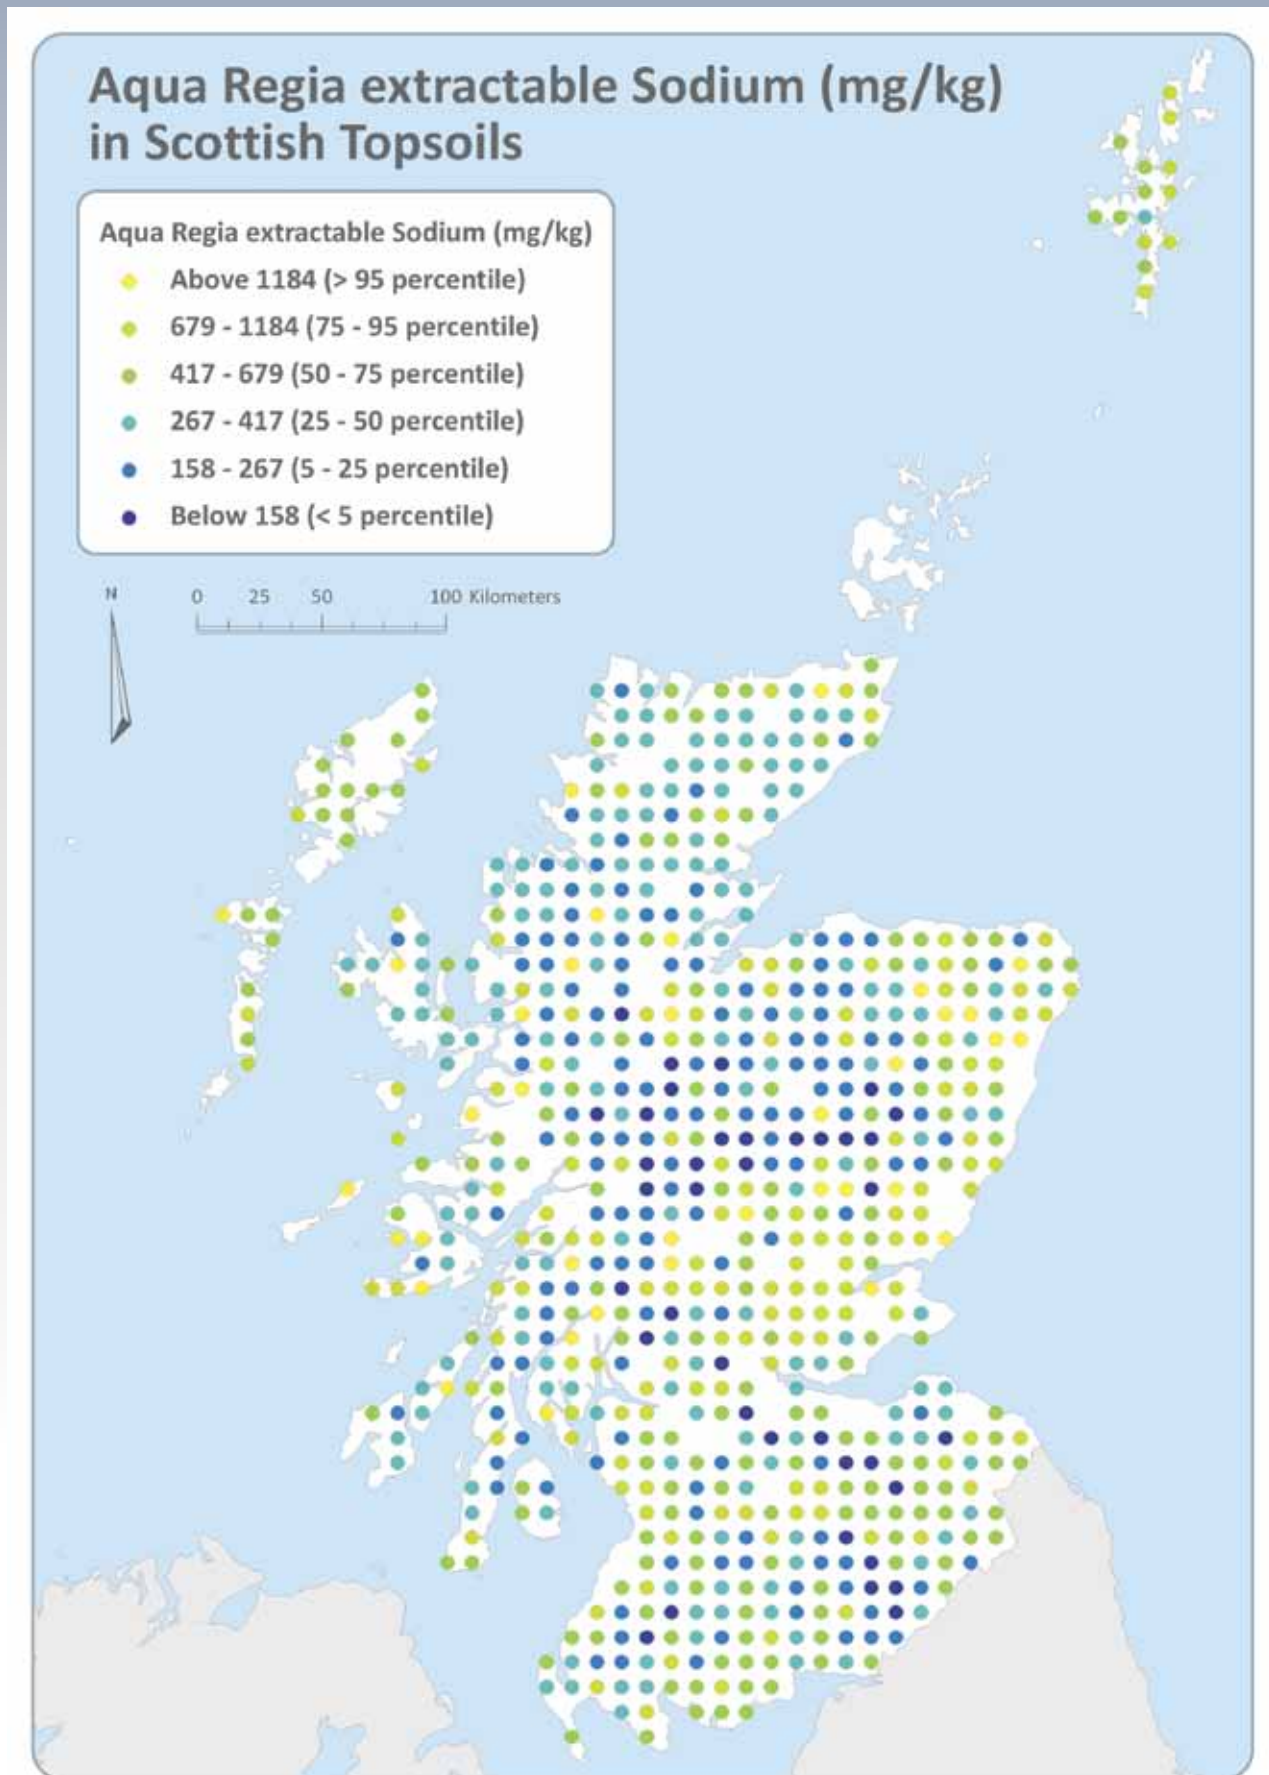 Aqua Regia extractable Sodium (mg/kg)
in Scottish Topsoils
Aqua Regia extractable Sodium (mg/kg)
Above 1184 (> 95 percentile)
679 - 1184 (75 - 95 percentile)
417 - 679 (50 - 75 percentile)
267 - 417 (25 - 50 percentile)
158 - 267 (5 - 25 percentile)
Below 158 (< 5 percentile)
N
0 25 50 100 Kilometers